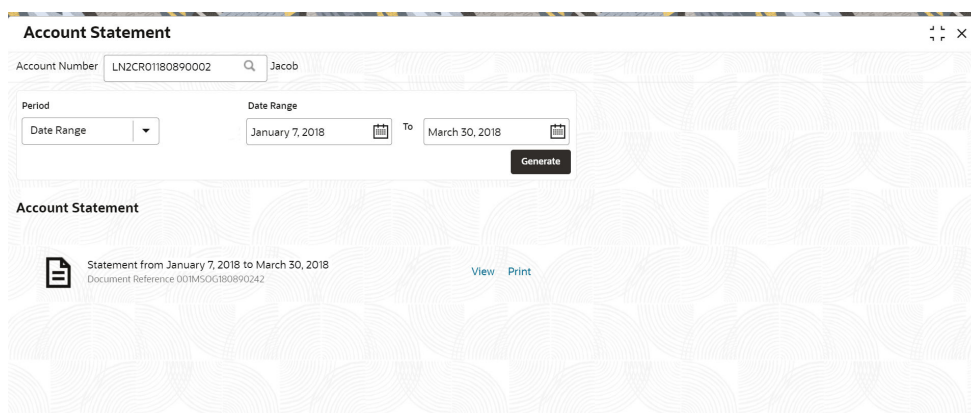 Account Statement
Account Number LN2CR01180890002 Jacob
Period Date Range
Date Range January 7, 2018 To March 30, 2018
Generate
Account Statement
Statement from January 7, 2018 to March 30, 2018 View Print
Document Reference 001MSOG180890242